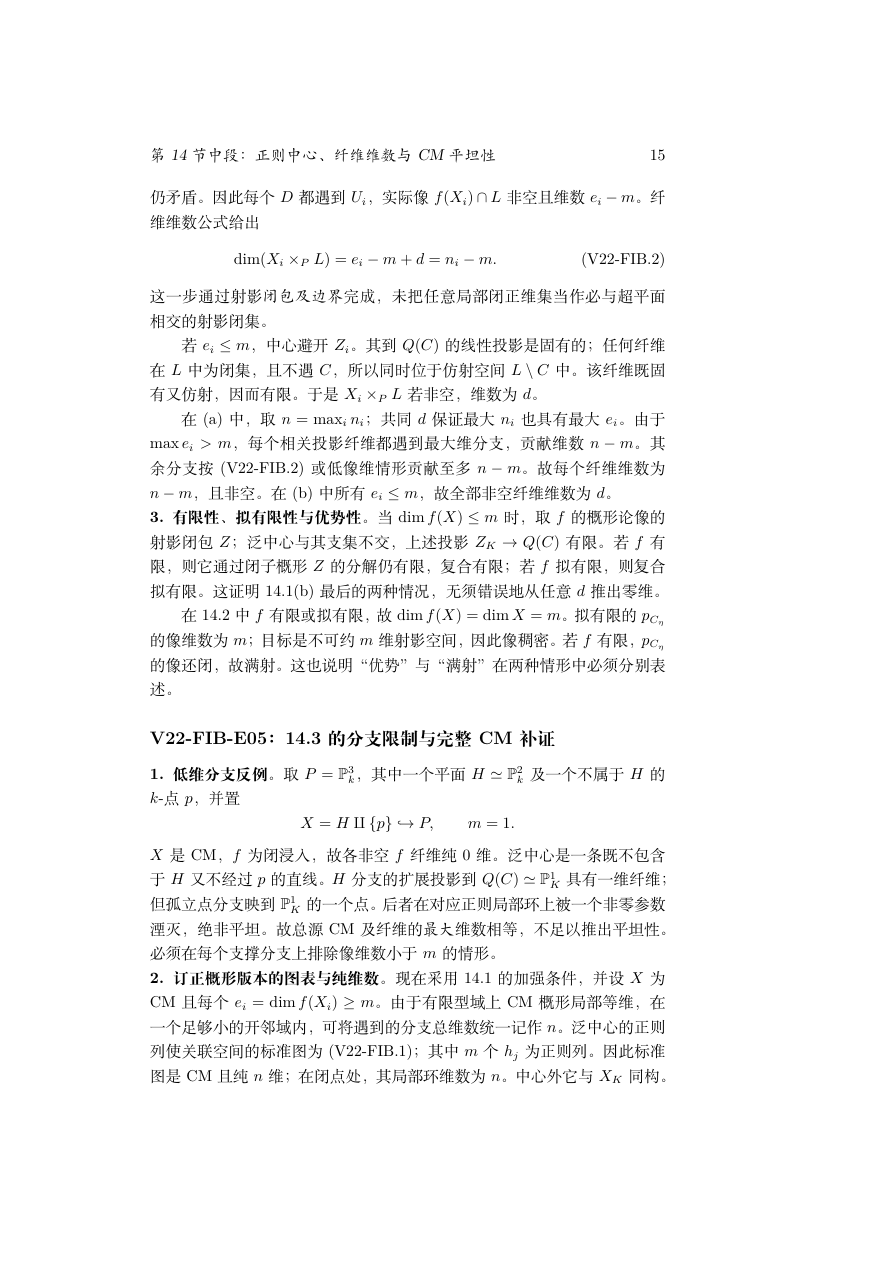 第 14 节中段：正则中心、纤维维数与 CM 平坦性 15
仍矛盾。因此每个 D 都遇到 U_i，实际像 f(X_i) ∩ L 非空且维数 e_i − m。纤
维维数公式给出
dim(X_i ×_P L) = e_i − m + d = n_i − m. (V22-FIB.2)
这一步通过射影闭包及边界完成，未把任意局部闭正维集当作必与超平面
相交的射影闭集。
若 e_i ≤ m，中心避开 Z_i。其到 Q(C) 的线性投影是固有的；任何纤维
在 L 中为闭集，且不遇 C，所以同时位于仿射空间 L \ C 中。该纤维既固
有又仿射，因而有限。于是 X_i ×_P L 若非空，维数为 d。
在 (a) 中，取 n = max_i n_i；共同 d 保证最大 n_i 也具有最大 e_i。由于
max e_i > m，每个相关投影纤维都遇到最大维分支，贡献维数 n − m。其
余分支按 (V22-FIB.2) 或低像维情形贡献至多 n − m。故每个纤维维数为
n − m，且非空。在 (b) 中所有 e_i ≤ m，故全部非空纤维维数为 d。
3. 有限性、拟有限性与优势性。当 dim f(X) ≤ m 时，取 f 的概形论像的
射影闭包 Z；泛中心与其支集不交，上述投影 Z_K → Q(C) 有限。若 f 有
限，则它通过闭子概形 Z 的分解仍有限，复合有限；若 f 拟有限，则复合
拟有限。这证明 14.1(b) 最后的两种情况，无须错误地从任意 d 推出零维。
在 14.2 中 f 有限或拟有限，故 dim f(X) = dim X = m。拟有限的 p_{C_η}
的像维数为 m；目标是不可约 m 维射影空间，因此像稠密。若 f 有限，p_{C_η}
的像还闭，故满射。这也说明“优势”与“满射”在两种情形中必须分别表
述。
V22-FIB-E05：14.3 的分支限制与完整 CM 补证
1. 低维分支反例。取 P = ℙ³_k，其中一个平面 H ≃ ℙ²_k 及一个不属于 H 的
k-点 p，并置
X = H ⨿ {p} ↪ P, m = 1.
X 是 CM，f 为闭浸入，故各非空 f 纤维纯 0 维。泛中心是一条既不包含
于 H 又不经过 p 的直线。H 分支的扩展投影到 Q(C) ≃ ℙ¹_K 具有一维纤维；
但孤立点分支映到 ℙ¹_K 的一个点。后者在对应正则局部环上被一个非零参数
湮灭，绝非平坦。故总源 CM 及纤维的最大维数相等，不足以推出平坦性。
必须在每个支撑分支上排除像维数小于 m 的情形。
2. 订正概形版本的图表与纯维数。现在采用 14.1 的加强条件，并设 X 为
CM 且每个 e_i = dim f(X_i) ≥ m。由于有限型域上 CM 概形局部等维，在
一个足够小的开邻域内，可将遇到的分支总维数统一记作 n。泛中心的正则
列使关联空间的标准图为 (V22-FIB.1)；其中 m 个 h_j 为正则列。因此标准
图是 CM 且纯 n 维；在闭点处，其局部环维数为 n。中心外它与 X_K 同构。